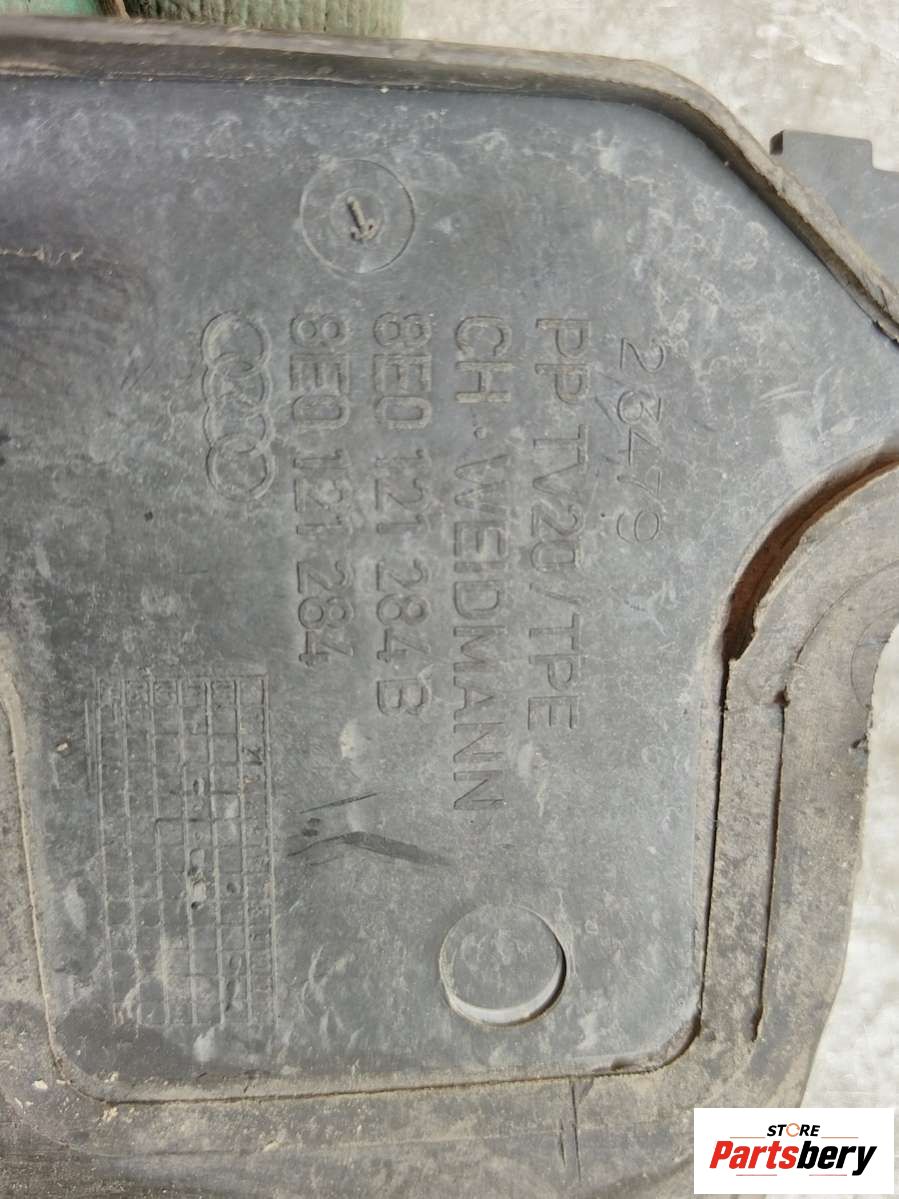 23479
PP TV20/TPE
CH. WEIDMANN
8E0 121 284 B
8E0 121 284
STORE
Partsbery